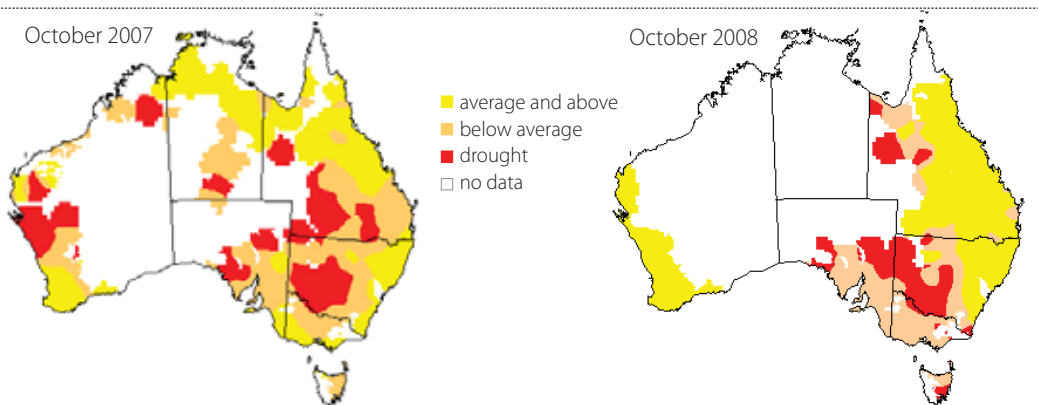 October 2007
October 2008
average and above
below average
drought
no data